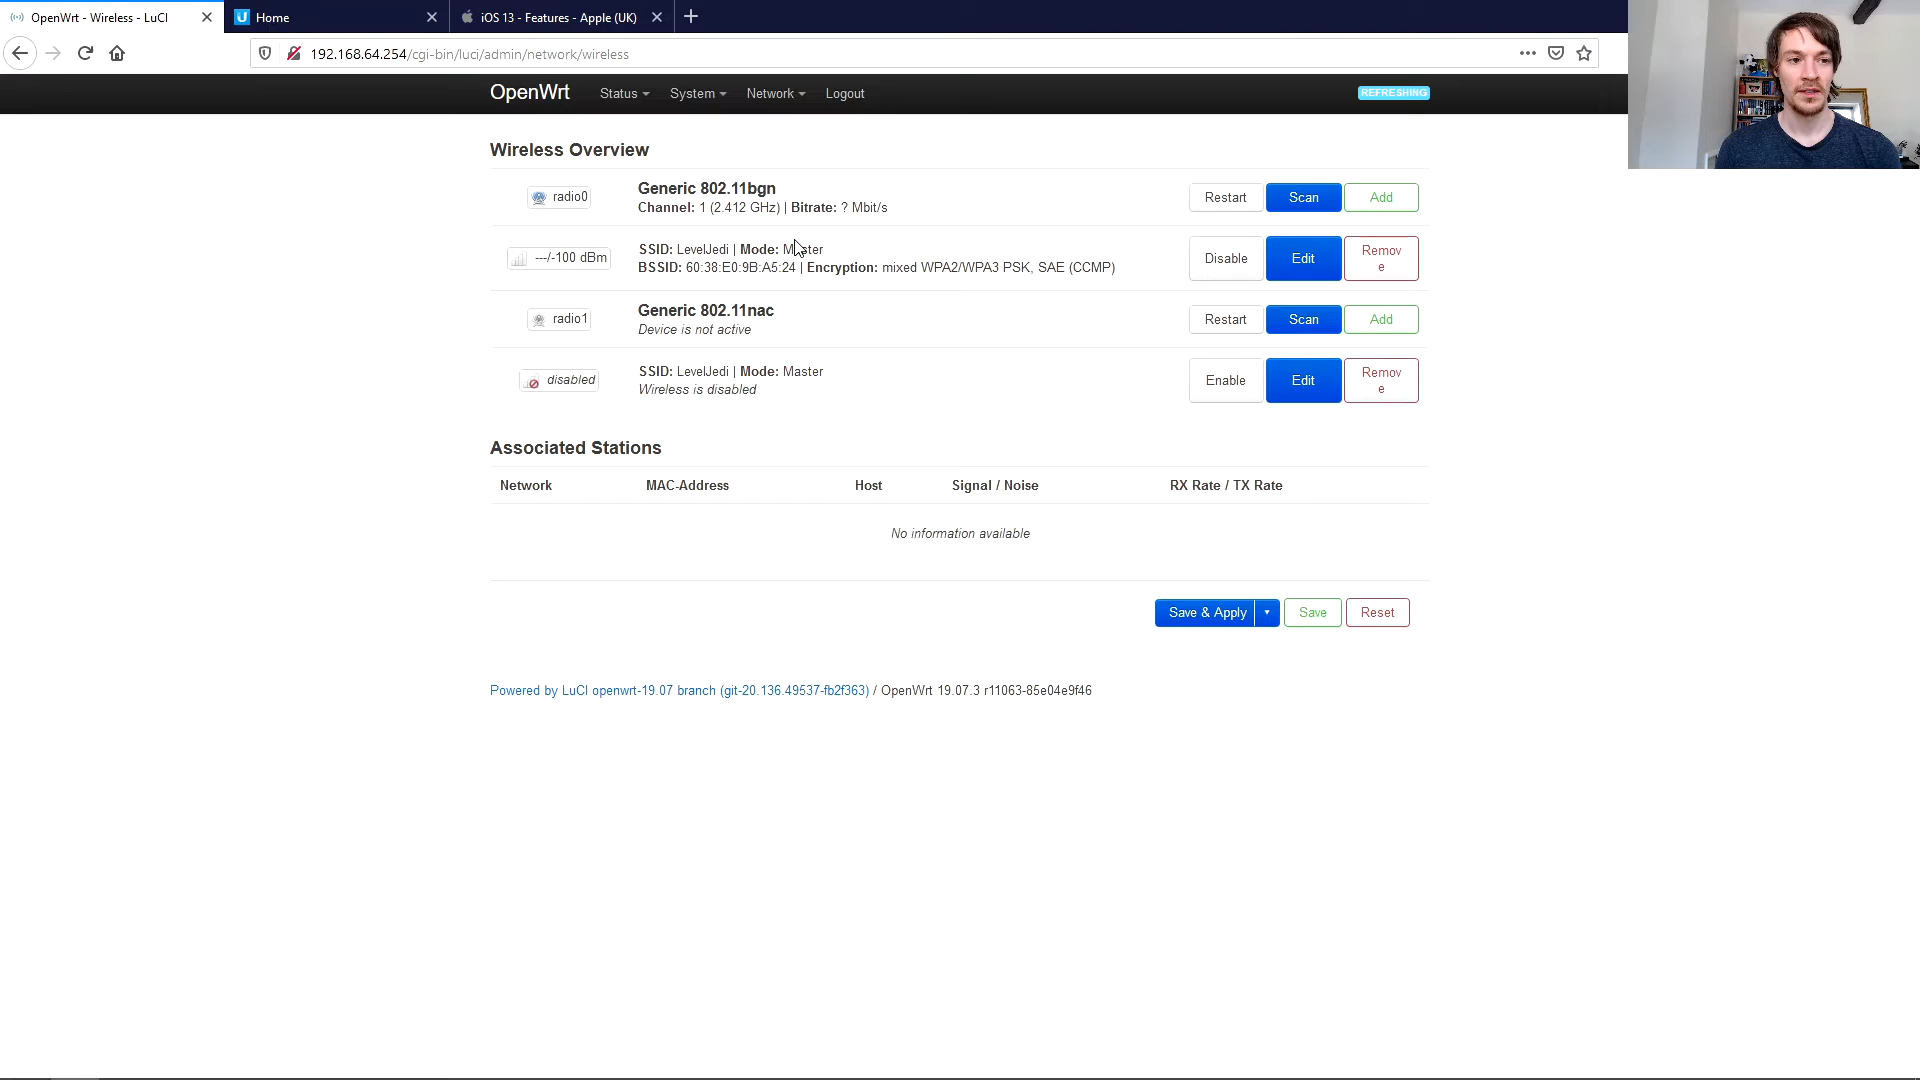 OpenWrt - Wireless - LuCI
Home
iOS 13 - Features - Apple (UK)
192.168.64.254/cgi-bin/luci/admin/network/wireless
OpenWrt
Status
System
Network
Logout
REFRESHING
Wireless Overview
radio0
Generic 802.11bgn
Channel: 1 (2.412 GHz) | Bitrate: ? Mbit/s
Restart
Scan
Add
---/-100 dBm
SSID: LevelJedi | Mode: Master
BSSID: 60:38:E0:9B:A5:24 | Encryption: mixed WPA2/WPA3 PSK, SAE (CCMP)
Disable
Edit
Remov
e
radio1
Generic 802.11nac
Device is not active
Restart
Scan
Add
disabled
SSID: LevelJedi | Mode: Master
Wireless is disabled
Enable
Edit
Remov
e
Associated Stations
Network MAC-Address Host Signal / Noise RX Rate / TX Rate
No information available
Save & Apply
Save
Reset
Powered by LuCI openwrt-19.07 branch (git-20.136.49537-fb2f363) / OpenWrt 19.07.3 r11063-85e04e9f46